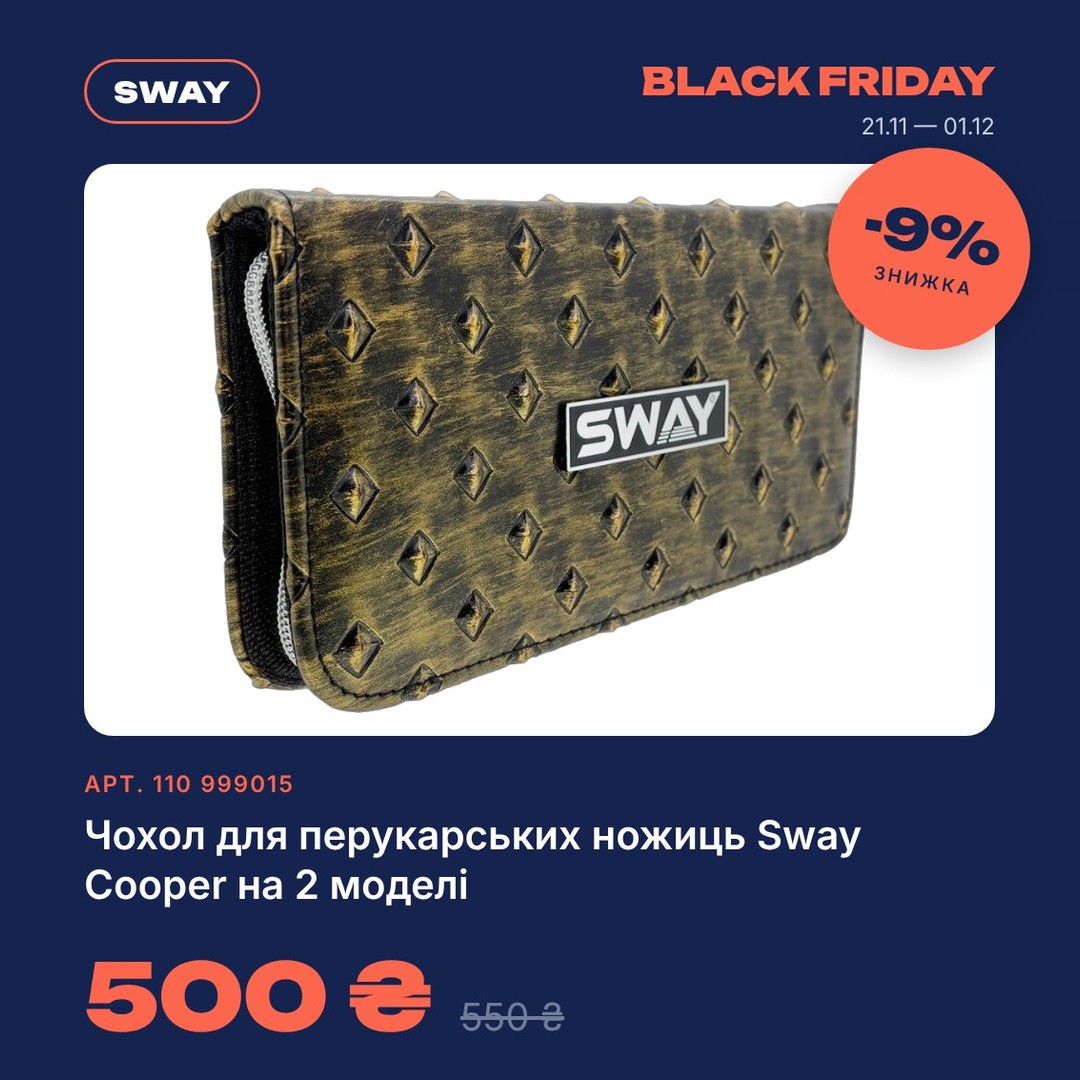 SWAY
BLACK FRIDAY
21.11 — 01.12
-9%
ЗНИЖКА
SWAY
АРТ. 110 999015
Чохол для перукарських ножиць Sway
Cooper на 2 моделі
500 ₴
550 ₴